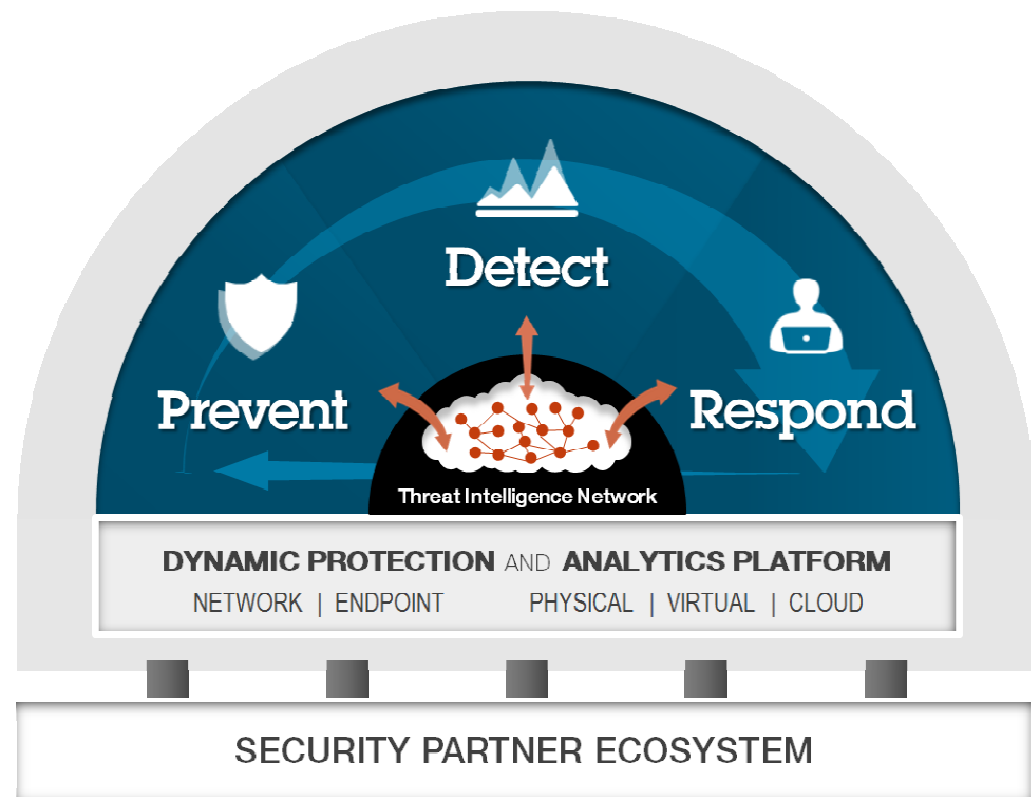 Detect
Prevent
Respond
Threat Intelligence Network
DYNAMIC PROTECTION AND ANALYTICS PLATFORM
NETWORK | ENDPOINT PHYSICAL | VIRTUAL | CLOUD
SECURITY PARTNER ECOSYSTEM